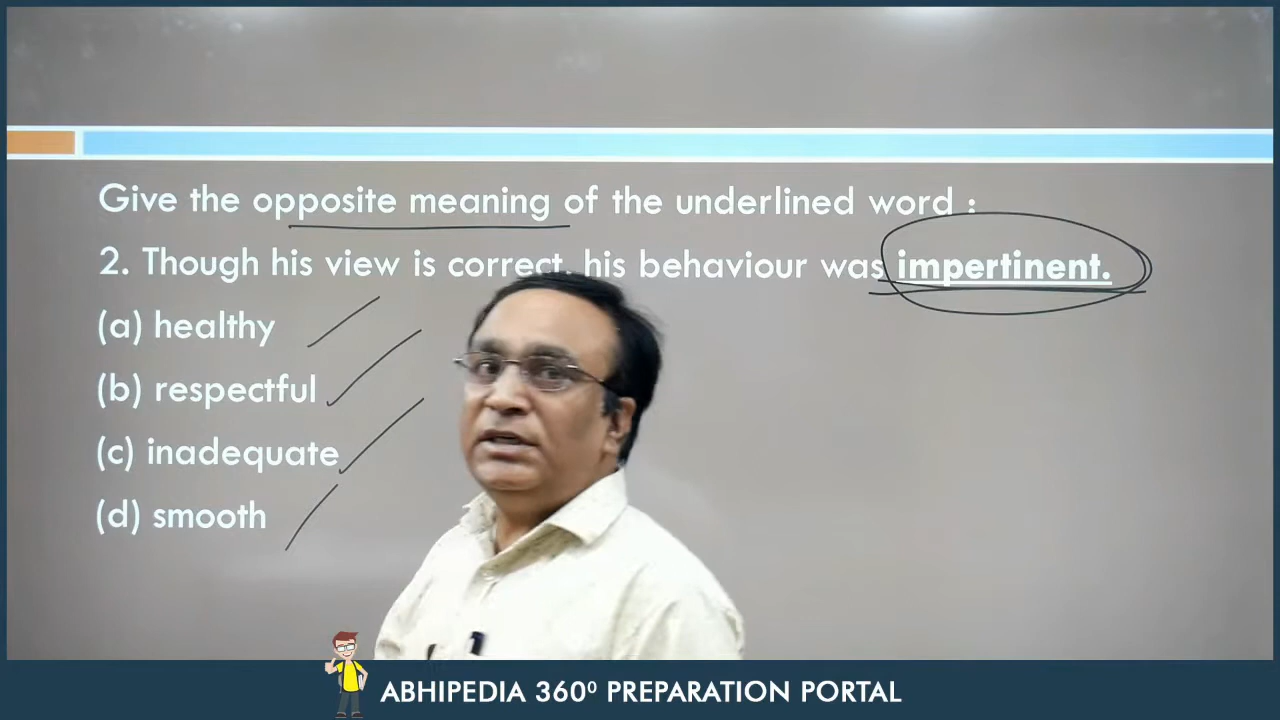 Give the opposite meaning of the underlined word :
2. Though his view is correct, his behaviour was impertinent.
(a) healthy
(b) respectful
(c) inadequate
(d) smooth
ABHIPEDIA 360⁰ PREPARATION PORTAL